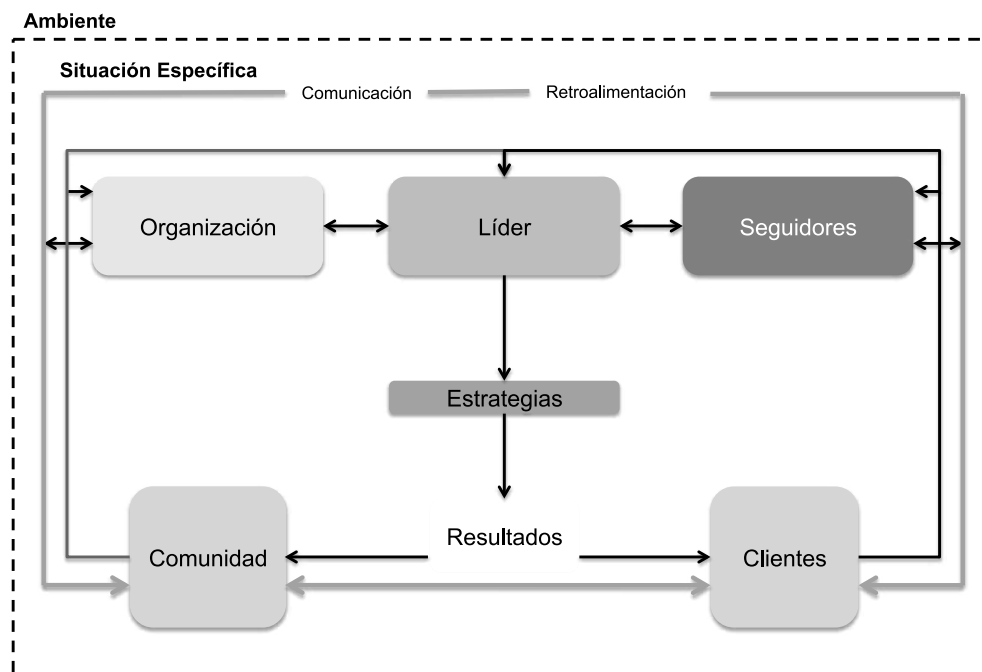 Ambiente
Situación Específica
Comunicación
Retroalimentación
Organización
Líder
Seguidores
Estrategias
Resultados
Comunidad
Clientes